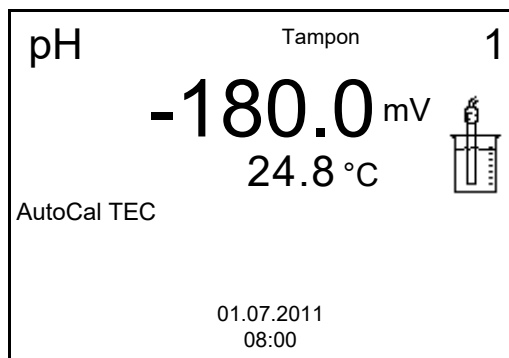 pH Tampon 1
-180.0 mV
24.8 °C
AutoCal TEC
01.07.2011
08:00